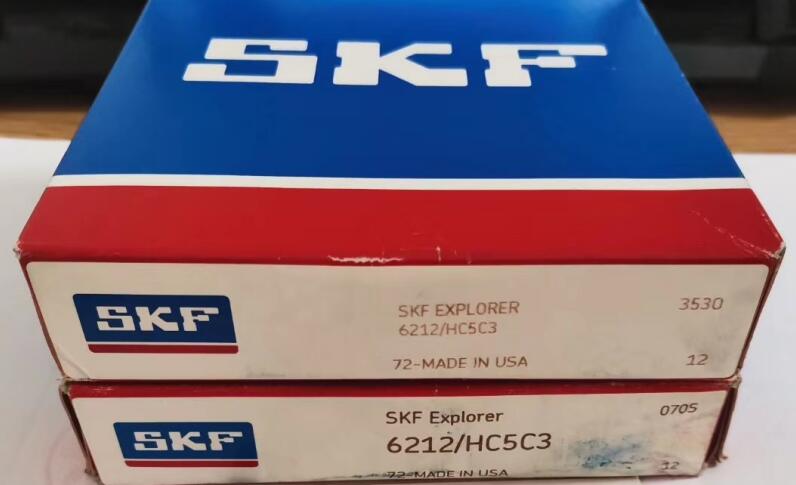 SKF
SKF
SKF EXPLORER
3530
6212/HC5C3
72-MADE IN USA
12
SKF
SKF Explorer
0705
6212/HC5C3
72-MADE IN USA
12